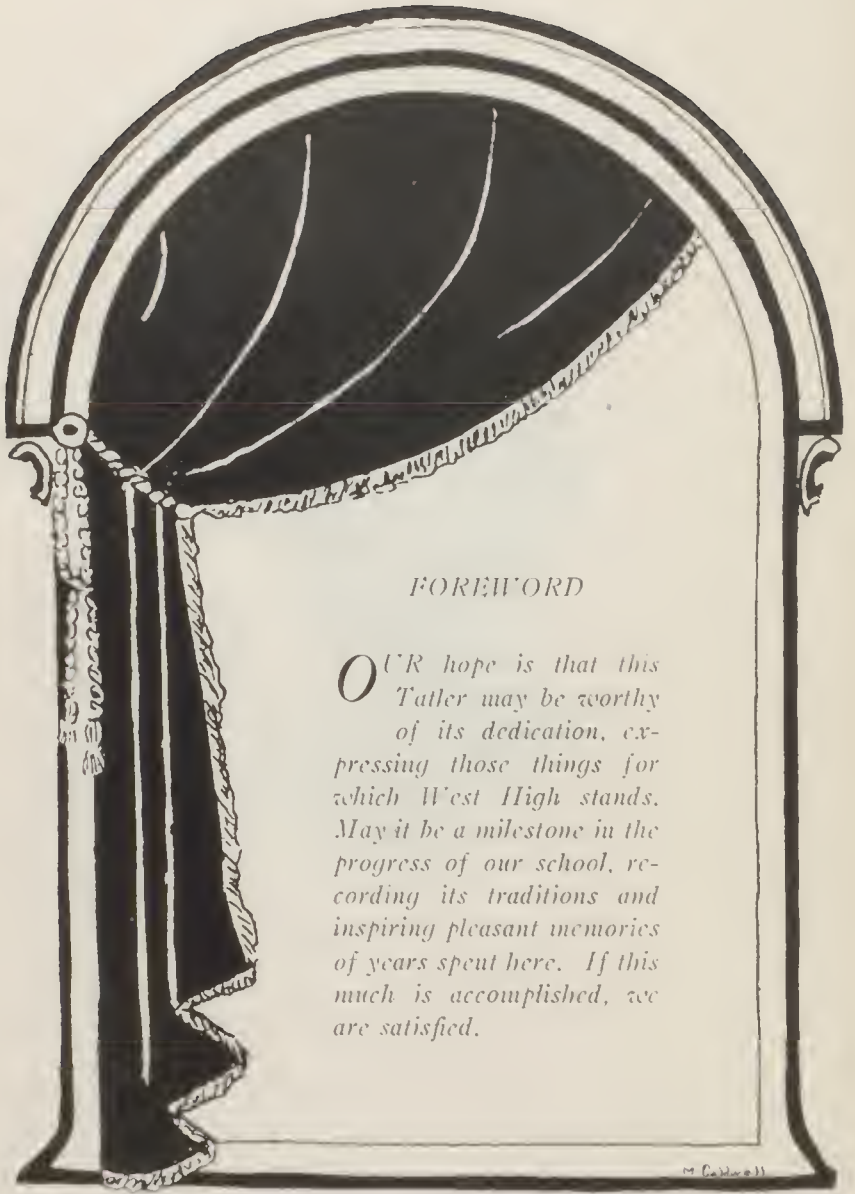 FOREWORD
OUR hope is that this
Tatler may be worthy
of its dedication, ex-
pressing those things for
which West High stands.
May it be a milestone in the
progress of our school, re-
cording its traditions and
inspiring pleasant memories
of years spent here. If this
much is accomplished, we
are satisfied.
M Caldwell